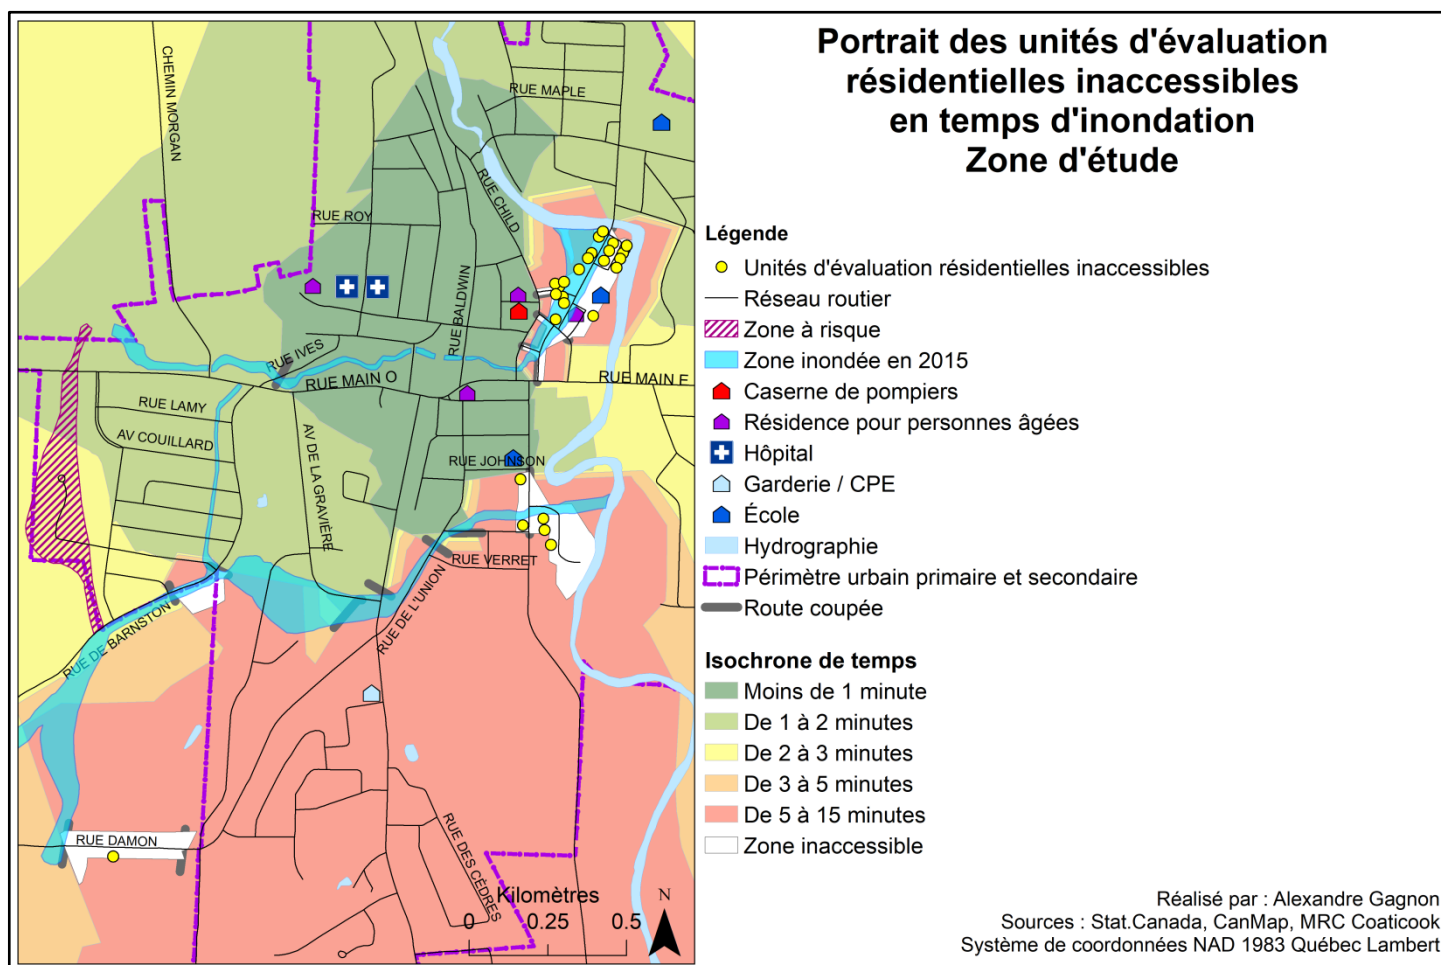 Portrait des unités d'évaluation
résidentielles inaccessibles
en temps d'inondation
Zone d'étude
Légende
Unités d'évaluation résidentielles inaccessibles
Réseau routier
Zone à risque
Zone inondée en 2015
Caserne de pompiers
Résidence pour personnes âgées
Hôpital
Garderie / CPE
École
Hydrographie
Périmètre urbain primaire et secondaire
Route coupée
Isochrone de temps
Moins de 1 minute
De 1 à 2 minutes
De 2 à 3 minutes
De 3 à 5 minutes
De 5 à 15 minutes
Zone inaccessible
Réalisé par : Alexandre Gagnon
Sources : Stat.Canada, CanMap, MRC Coaticook
Système de coordonnées NAD 1983 Québec Lambert
CHEMIN MORGAN
RUE MAPLE
RUE CHILD
RUE ROY
RUE BALDWIN
RUE IVES
RUE MAIN O
RUE MAIN E
RUE LAMY
AV COUILLARD
AV DE LA GRAVIÈRE
RUE JOHNSON
RUE VERRET
RUE DE L'UNION
RUE DE BARNSTON
RUE DAMON
RUE DES CÈDRES
Kilomètres
0 0.25 0.5
N